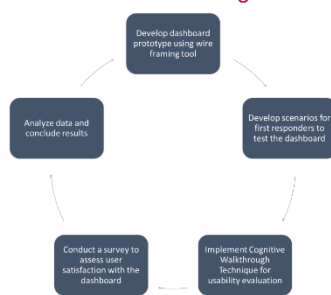 Develop dashboard
prototype using wire
framing tool
Develop scenarios for
first responders to
test the dashboard
Implement Cognitive
Walkthrough
Technique for
usability evaluation
Conduct a survey to
assess user
satisfaction with the
dashboard
Analyze data and
conclude results